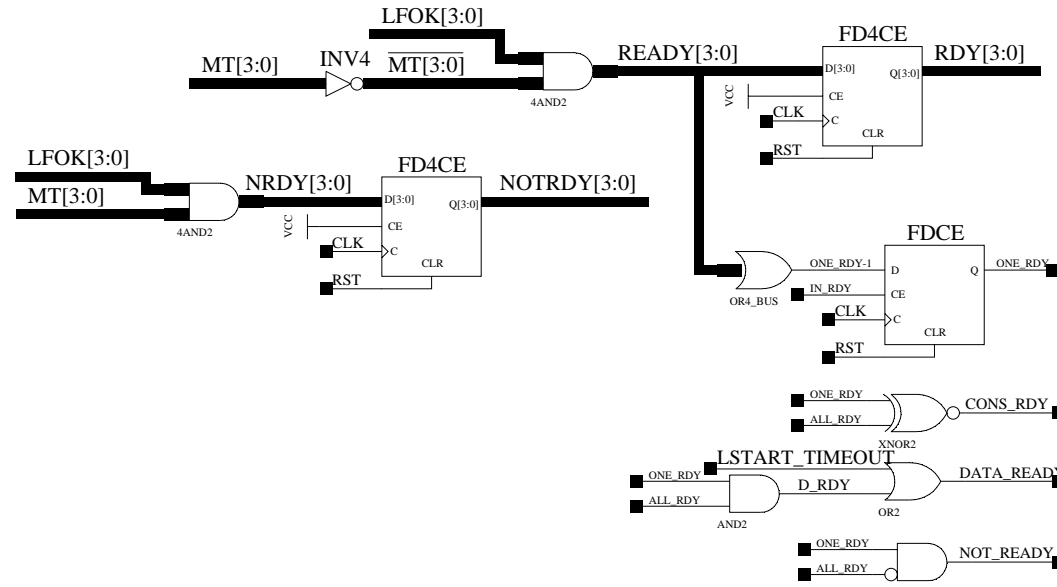 LFOK[3:0]
FD4CE
MT[3:0]
INV4
MT[3:0]
READY[3:0]
RDY[3:0]
D[3:0]
Q[3:0]
4AND2
VCC
CE
CLK
C
CLR
RST
LFOK[3:0]
FD4CE
MT[3:0]
NRDY[3:0]
NOTRDY[3:0]
D[3:0]
Q[3:0]
4AND2
VCC
CE
CLK
C
CLR
RST
FDCE
ONE_RDY-1
D
Q
ONE_RDY
OR4_BUS
IN_RDY
CE
CLK
C
CLR
RST
ONE_RDY
ALL_RDY
CONS_RDY
XNOR2
LSTART_TIMEOUT
ONE_RDY
D_RDY
DATA_READY
ALL_RDY
AND2
OR2
ONE_RDY
ALL_RDY
NOT_READY